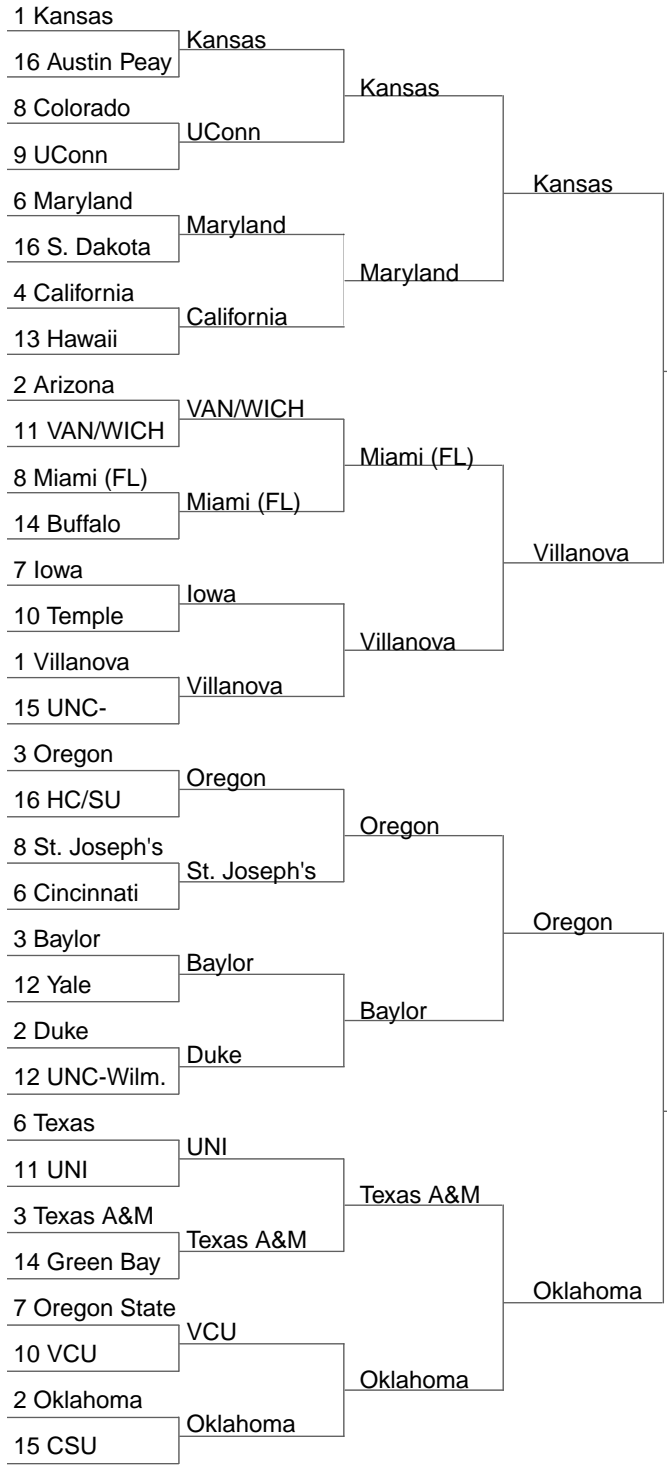 1 Kansas
16 Austin Peay
8 Colorado
9 UConn
6 Maryland
16 S. Dakota
4 California
13 Hawaii
2 Arizona
11 VAN/WICH
8 Miami (FL)
14 Buffalo
7 Iowa
10 Temple
1 Villanova
15 UNC-
3 Oregon
16 HC/SU
8 St. Joseph's
6 Cincinnati
3 Baylor
12 Yale
2 Duke
12 UNC-Wilm.
6 Texas
11 UNI
3 Texas A&M
14 Green Bay
7 Oregon State
10 VCU
2 Oklahoma
15 CSU
Kansas
UConn
Maryland
California
VAN/WICH
Miami (FL)
Iowa
Villanova
Oregon
St. Joseph's
Baylor
Duke
UNI
Texas A&M
VCU
Oklahoma
Kansas
Maryland
Miami (FL)
Villanova
Oregon
Baylor
Texas A&M
Oklahoma
Kansas
Villanova
Oregon
Oklahoma